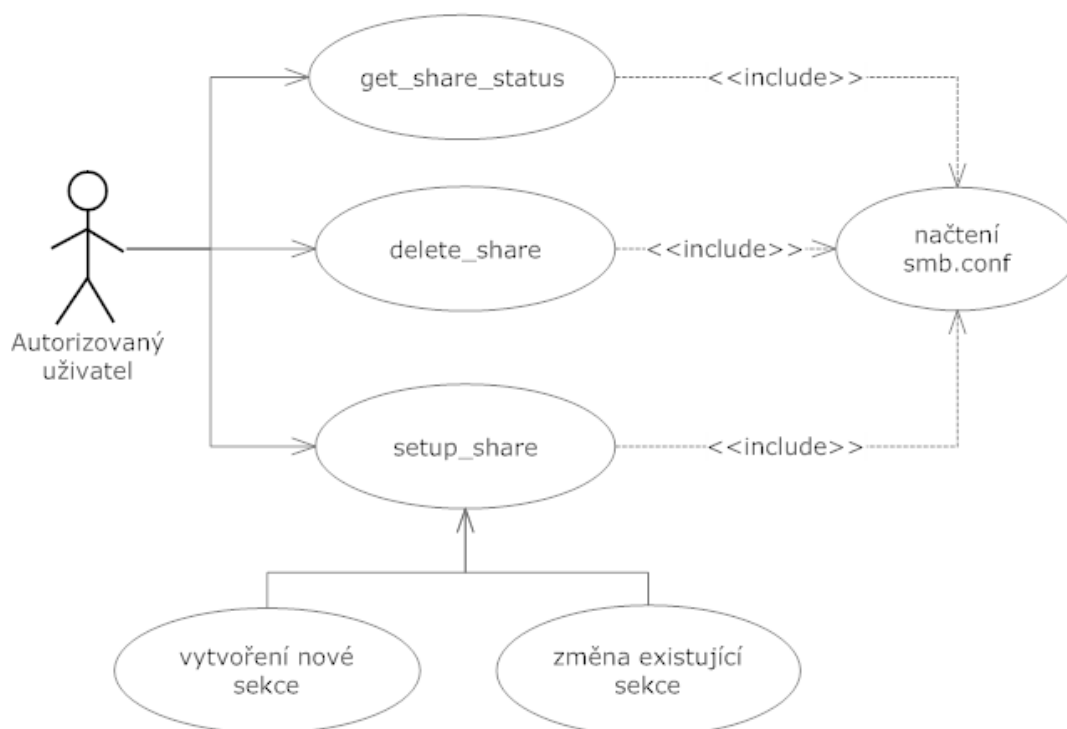 get_share_status
<<include>>
delete_share
<<include>>
načtení
smb.conf
Autorizovaný
uživatel
setup_share
<<include>>
vytvoření nové
sekce
změna existující
sekce